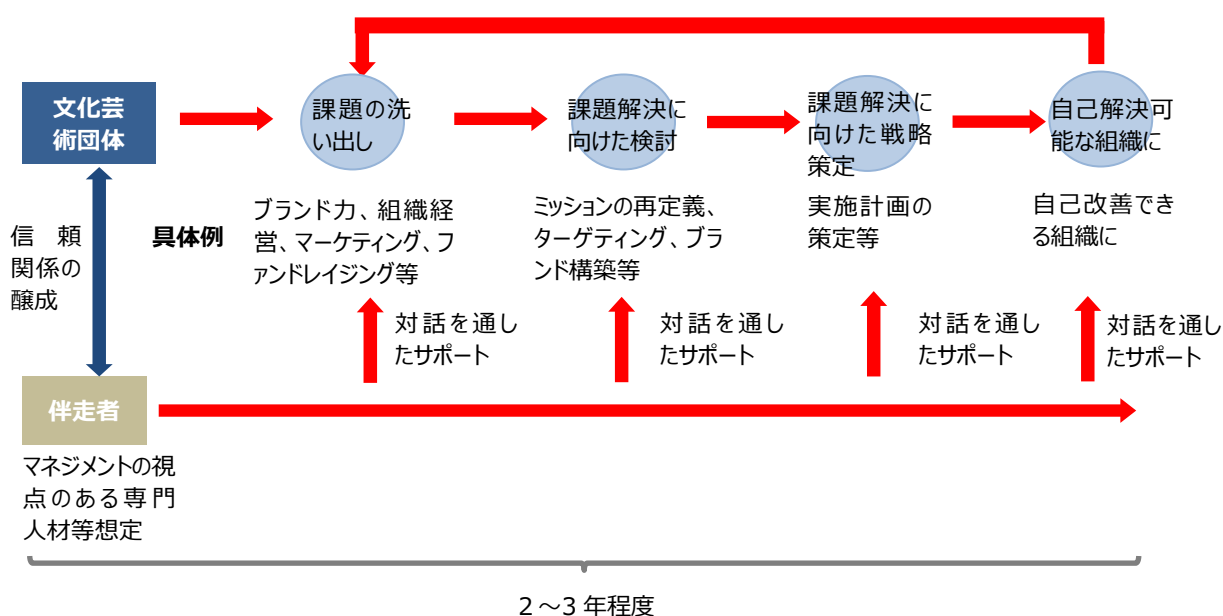 文化芸
術団体
課題の洗
い出し
課題解決に
向けた検討
課題解決に
向けた戦略
策定
自己解決可
能な組織に
信頼
関係の
醸成
具体例
ブランド力、組織経
営、マーケティング、フ
ァンドレイジング等
ミッションの再定義、
ターゲティング、ブラ
ンド構築等
実施計画の
策定等
自己改善でき
る組織に
対話を通し
たサポート
対話を通し
たサポート
対話を通し
たサポート
対話を通し
たサポート
伴走者
マネジメントの視
点のある専門
人材等想定
2~3年程度